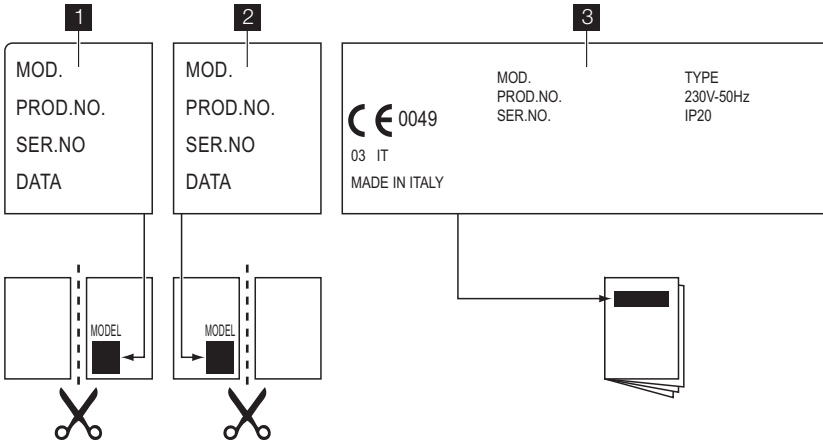 1
MOD.
PROD.NO.
SER.NO
DATA
2
MOD.
PROD.NO.
SER.NO
DATA
3
MOD.
PROD.NO.
SER.NO.
TYPE
230V-50Hz
IP20
CE 0049
03 IT
MADE IN ITALY
MODEL
MODEL